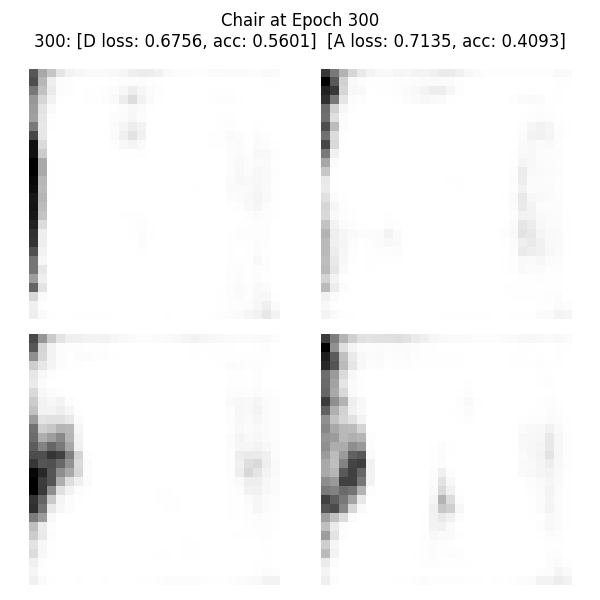 Chair at Epoch 300
300: [D loss: 0.6756, acc: 0.5601]  [A loss: 0.7135, acc: 0.4093]